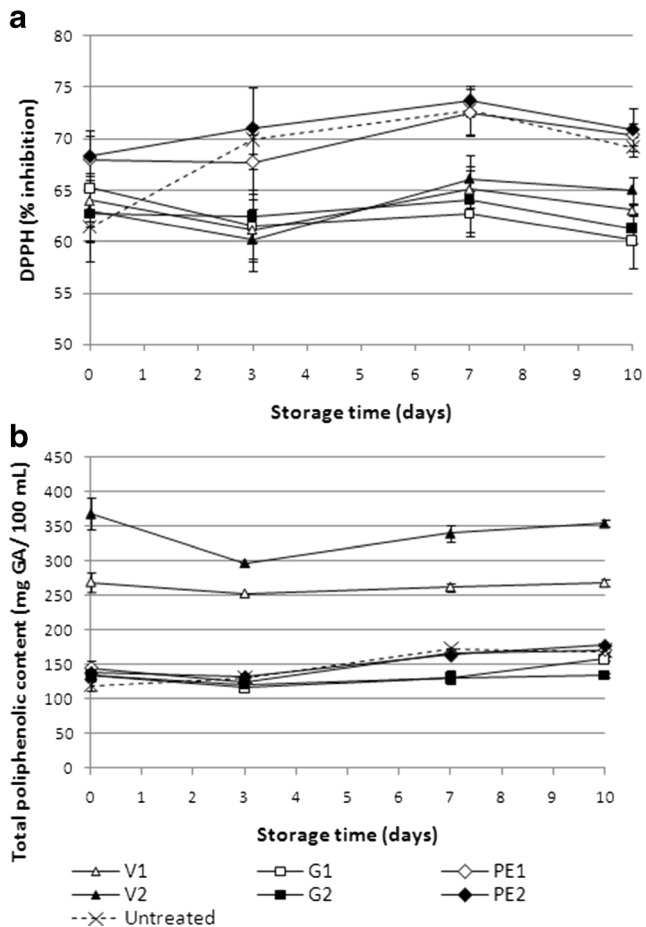 a
80
75
70
65
60
55
50
DPPH (% inhibition)
0 1 2 3 4 5 6 7 8 9 10
Storage time (days)
b
450
400
350
300
250
200
150
100
50
0
Total poliphenolic content (mg GA/ 100 mL)
0 1 2 3 4 5 6 7 8 9 10
Storage time (days)
V1 G1 PE1
V2 G2 PE2
Untreated